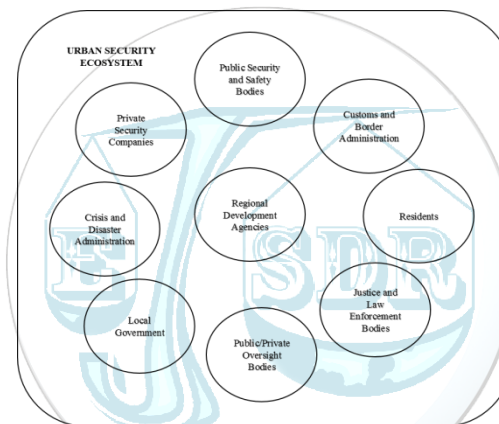 URBAN SECURITY
ECOSYSTEM
Public Security
and Safety
Bodies
Private
Security
Companies
Customs and
Border
Administration
Crisis and
Disaster
Administration
Regional
Development
Agencies
Residents
Local
Government
Justice and
Law
Enforcement
Bodies
Public/Private
Oversight
Bodies
E
SDR